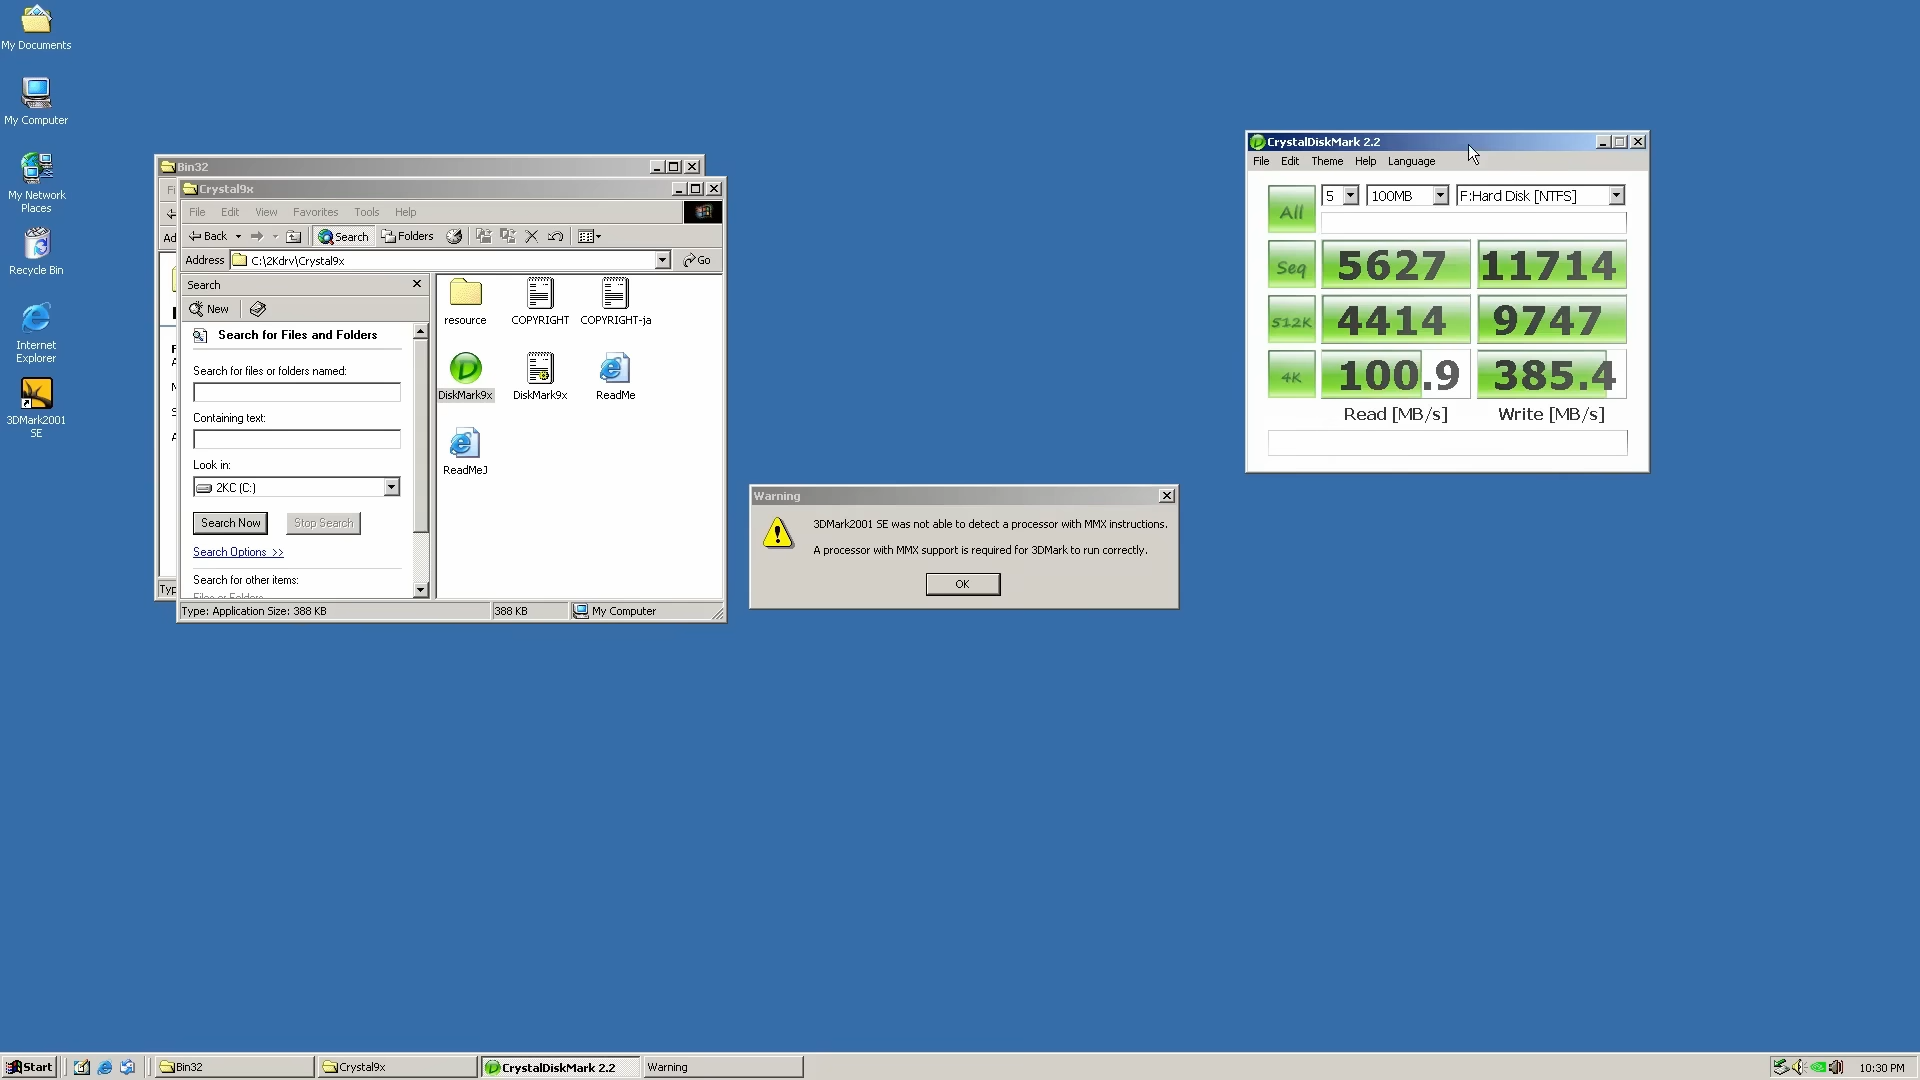 My Documents
My Computer
My Network
Places
Recycle Bin
Internet
Explorer
3DMark2001
SE
Bin32
Crystal9x
File Edit View Favorites Tools Help
Back Search Folders
Address C:\2Kdrv\Crystal9x Go
Search
New
Search for Files and Folders
Search for files or folders named:
Containing text:
Look in:
2KC (C:)
Search Now Stop Search
Search Options >>
Search for other items:
Files or Folders
resource COPYRIGHT COPYRIGHT-ja
DiskMark9x DiskMark9x ReadMe
ReadMeJ
Type: Application Size: 388 KB 388 KB My Computer
Warning
3DMark2001 SE was not able to detect a processor with MMX instructions.
A processor with MMX support is required for 3DMark to run correctly.
OK
CrystalDiskMark 2.2
File Edit Theme Help Language
All 5 100MB F:Hard Disk [NTFS]
Seq 5627 11714
512K 4414 9747
4K 100.9 385.4
Read [MB/s] Write [MB/s]
Start Bin32 Crystal9x CrystalDiskMark 2.2 Warning 10:30 PM